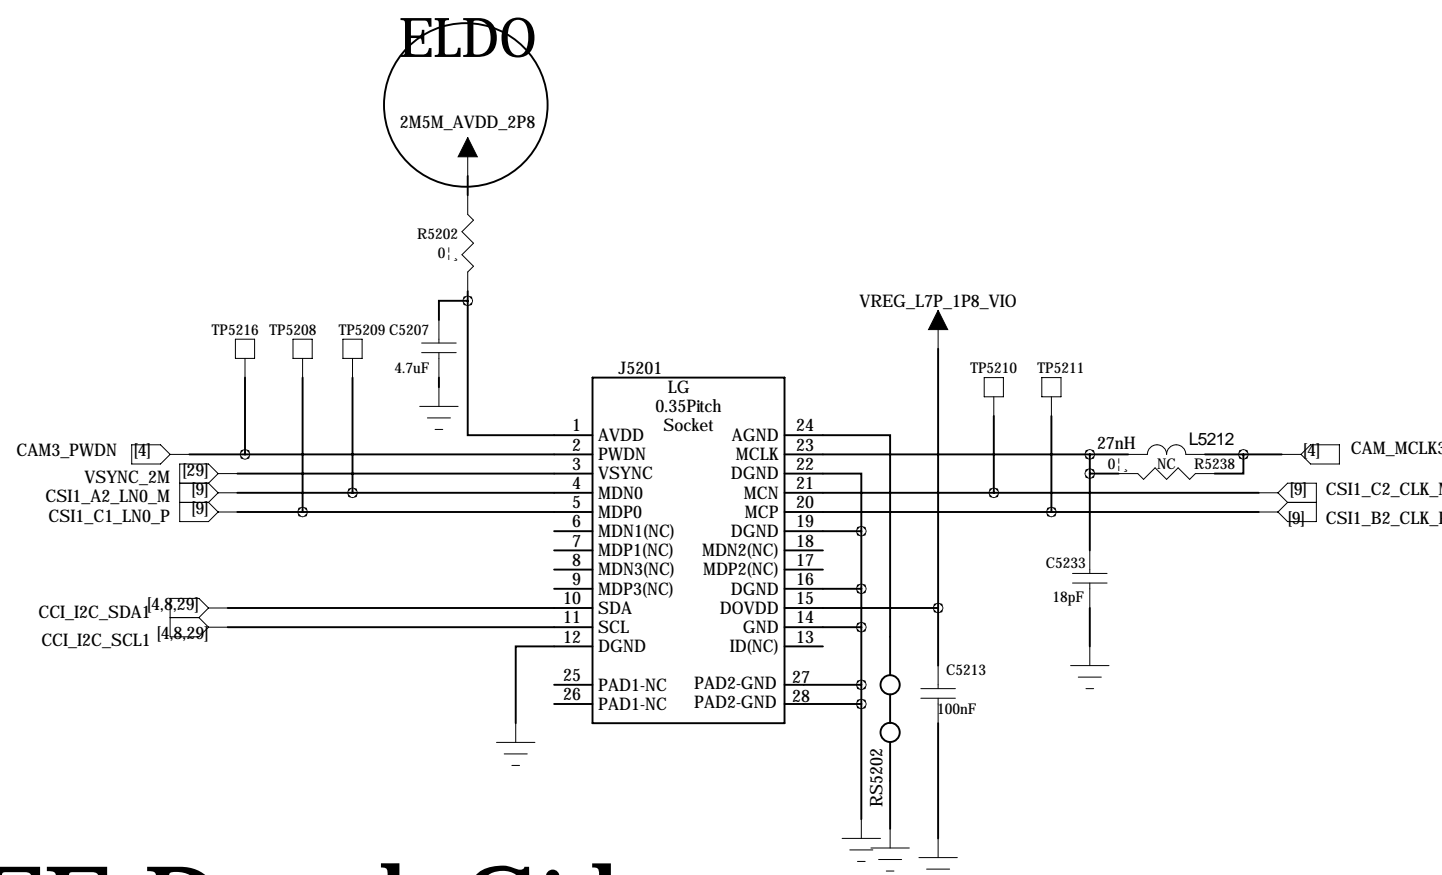 ELDO
2M5M_AVDD_2P8
R5202
0
VREG_L7P_1P8_VIO
TP5216 TP5208 TP5209 C5207
4.7uF
TP5210 TP5211
J5201
LG
0.35Pitch
Socket
CAM3_PWDN [4]
VSYNC_2M [29]
CSI1_A2_LN0_M [9]
CSI1_C1_LN0_P [9]
CCI_I2C_SDA1 [4,8,29]
CCI_I2C_SCL1 [4,8,29]
1 AVDD
2 PWDN
3 VSYNC
4 MDN0
5 MDP0
6 MDN1(NC)
7 MDP1(NC)
8 MDN3(NC)
9 MDP3(NC)
10 SDA
11 SCL
12 DGND
25 PAD1-NC
26 PAD1-NC
AGND 24
MCLK 23
DGND 22
MCN 21
MCP 20
DGND 19
MDN2(NC) 18
MDP2(NC) 17
DGND 16
DOVDD 15
GND 14
ID(NC) 13
PAD2-GND 27
PAD2-GND 28
27nH L5212
0 NC R5238
[4] CAM_MCLK3
[9] CSI1_C2_CLK_
[9] CSI1_B2_CLK_
C5233
18pF
C5213
100nF
RS5202